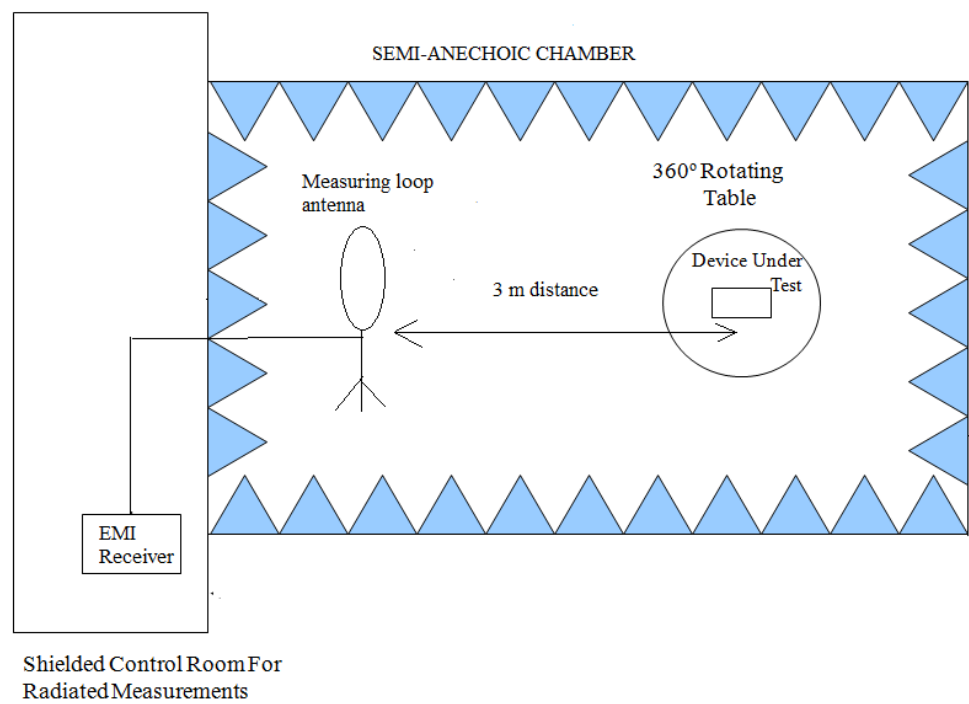 SEMI-ANECHOIC CHAMBER
Measuring loop
antenna
360° Rotating
Table
Device Under
Test
3 m distance
EMI
Receiver
Shielded Control Room For
Radiated Measurements